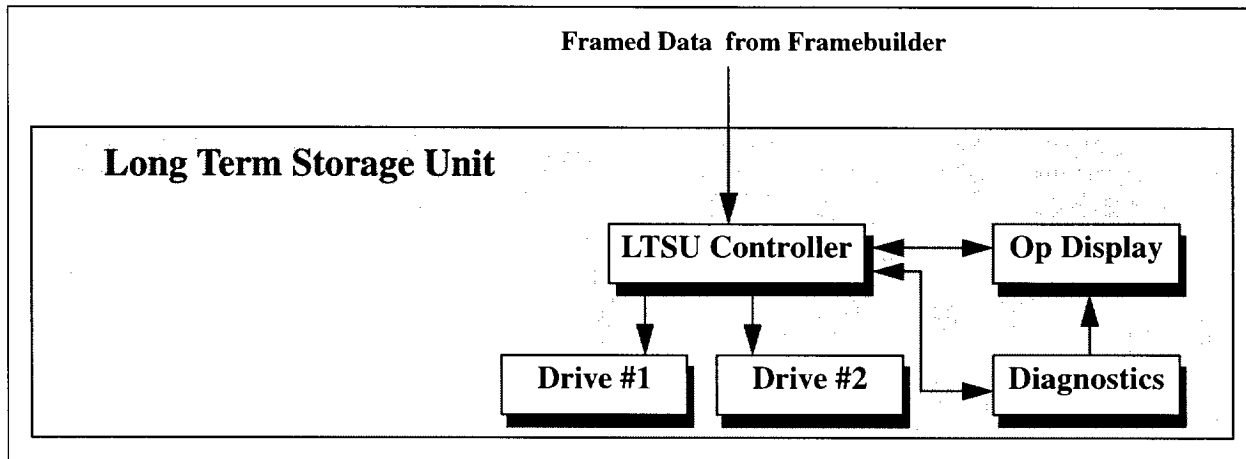 Framed Data from Framebuilder
Long Term Storage Unit
LTSU Controller
Op Display
Drive #1
Drive #2
Diagnostics